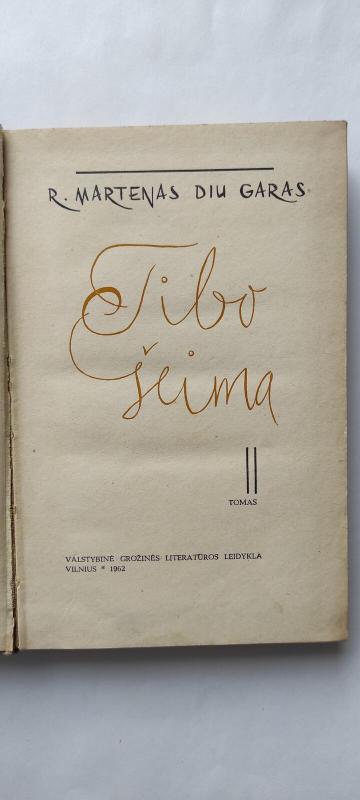 R. MARTENAS DIU GARAS
Tibo
šeima
II
TOMAS
VALSTYBINĖ GROŽINĖS LITERATŪROS LEIDYKLA
VILNIUS * 1962